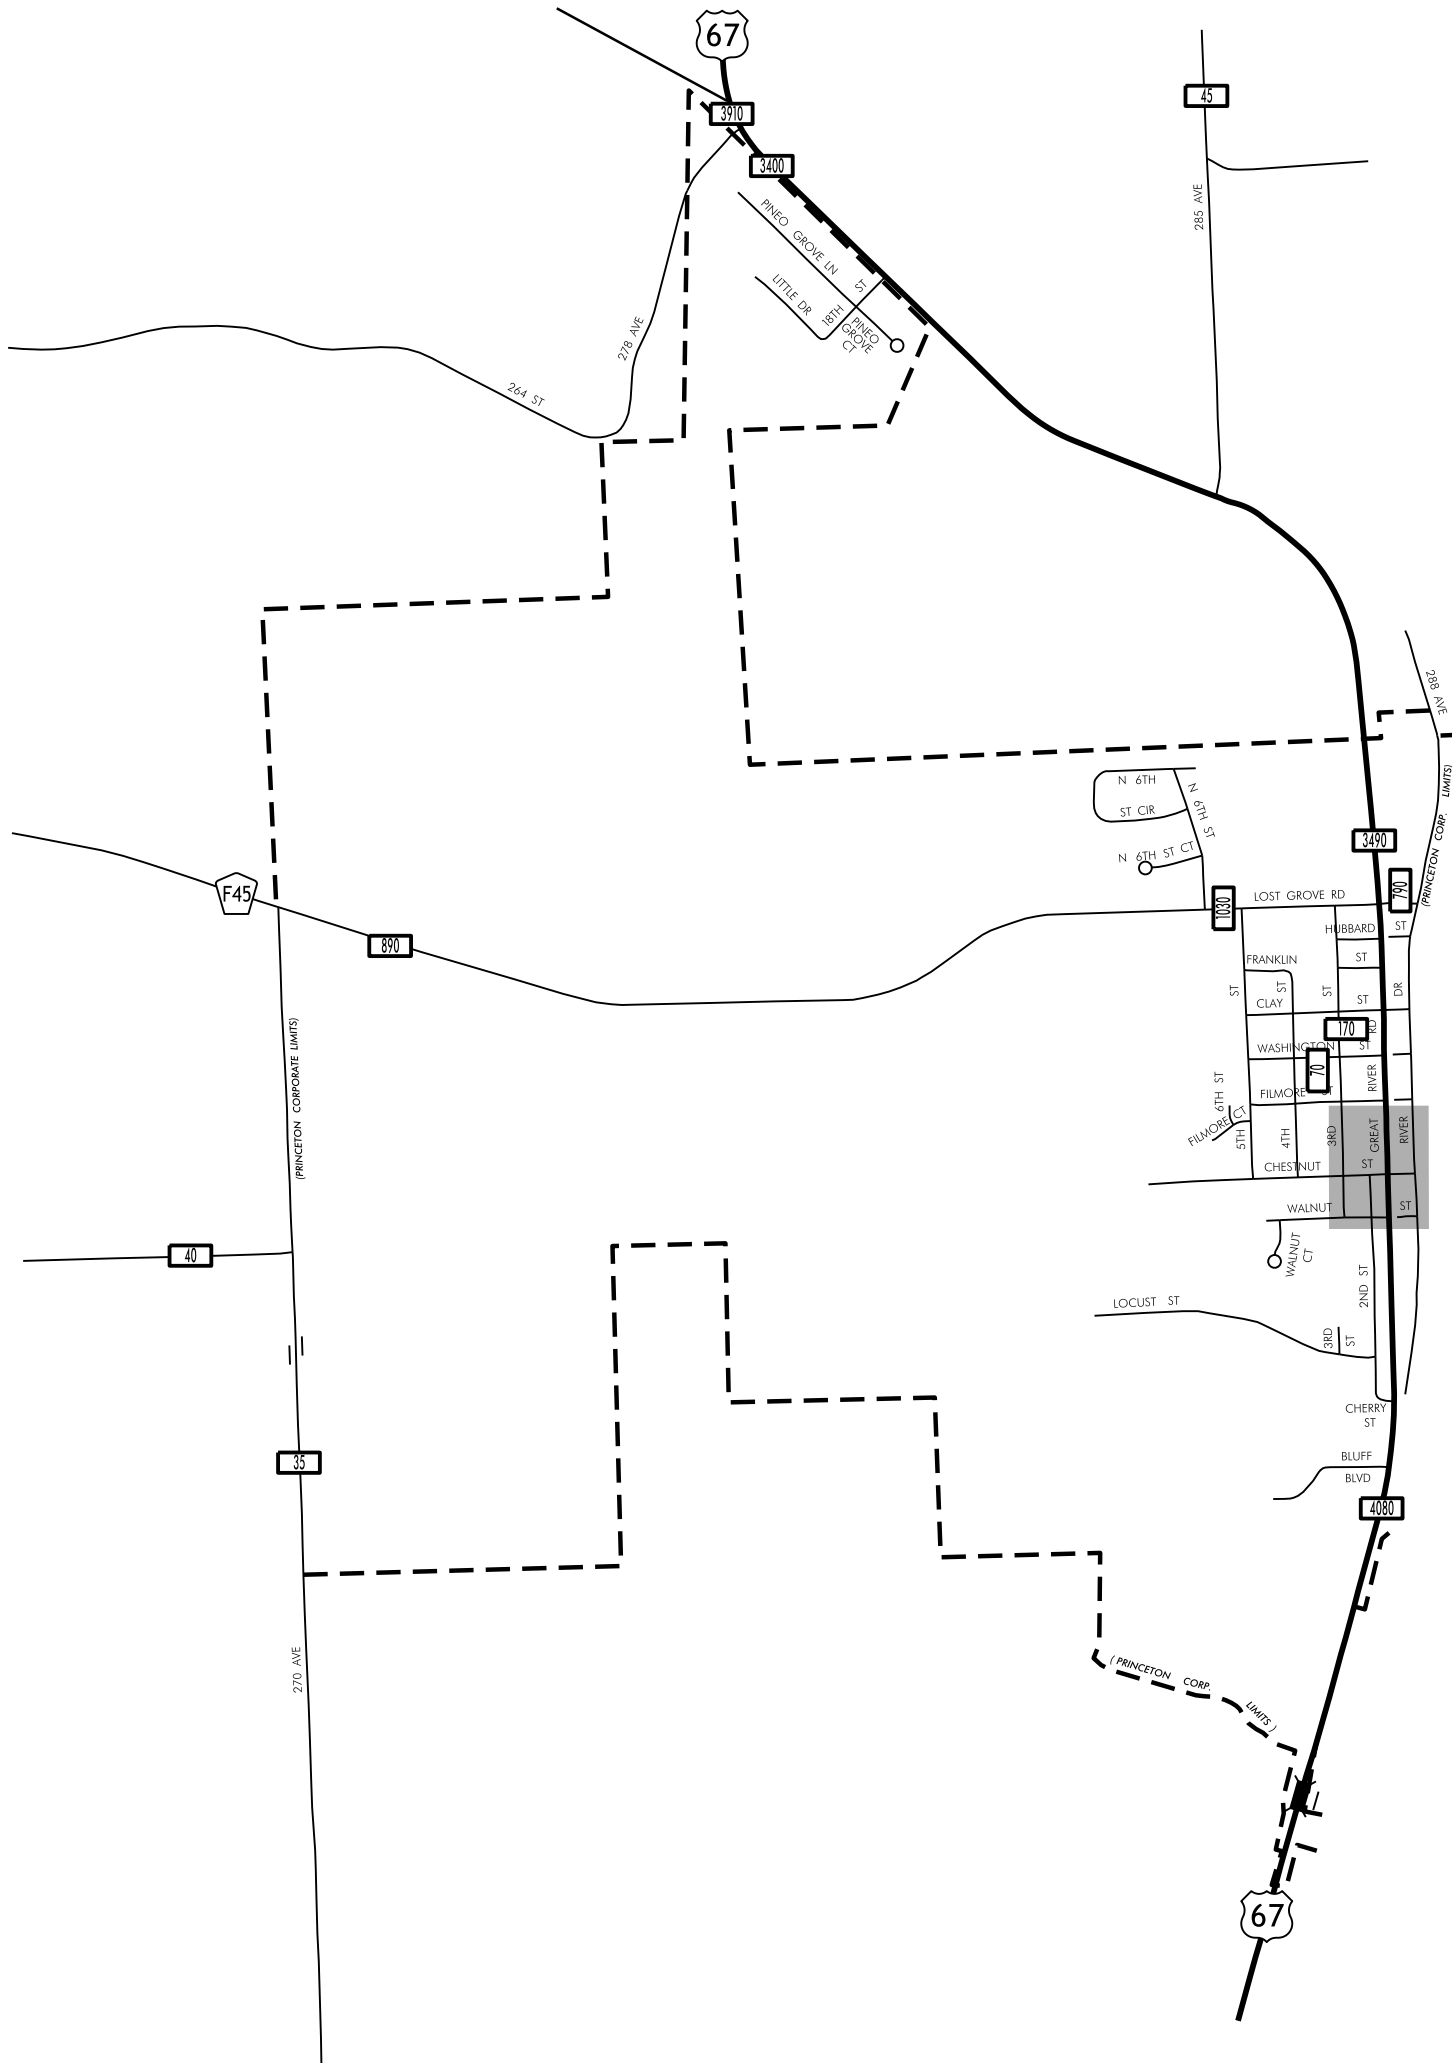 67
3910
3400
45
285 AVE
PINEO GROVE LN
LITTLE DR
18TH ST
PINEO
GROVE
CT
278 AVE
264 ST
288 AVE
(PRINCETON CORP. LIMITS)
N 6TH
ST CIR
N 6TH ST
N 6TH ST CT
3490
790
F45
890
1030
LOST GROVE RD
HUBBARD ST
FRANKLIN ST
ST
ST
ST
DR
CLAY ST
170
RD
WASHINGTON ST
70
RIVER
6TH ST
FILMORE ST
FILMORE CT
5TH
4TH
3RD
GREAT
RIVER
CHESTNUT ST
WALNUT ST
WALNUT
CT
(PRINCETON CORPORATE LIMITS)
40
2ND ST
LOCUST ST
3RD
ST
CHERRY
ST
35
BLUFF
BLVD
4080
270 AVE
( PRINCETON CORP. LIMITS )
67